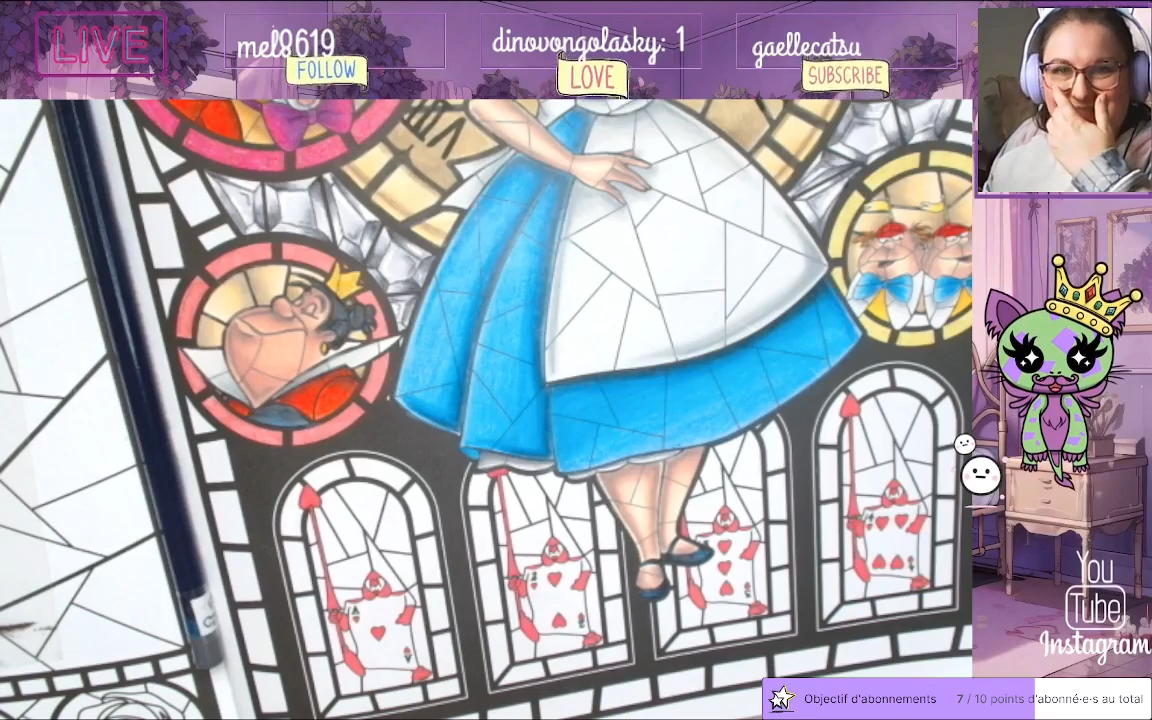 LIVE
mel8619
FOLLOW
dinovongolasky: 1
LOVE
gaellecatsu
SUBSCRIBE
You
Tube
Instagram
Objectif d'abonnements 7 / 10 points d'abonné·e·s au total